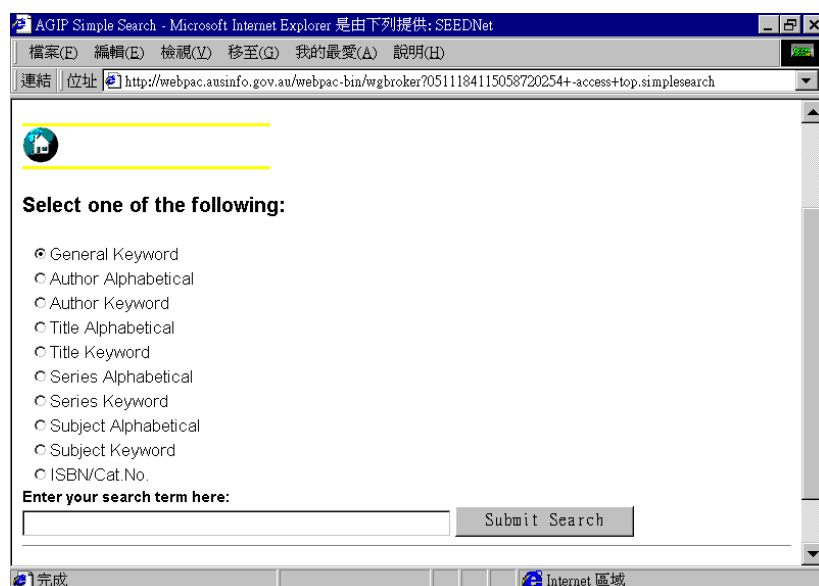 AGIP Simple Search - Microsoft Internet Explorer 是由下列提供: SEEDNet
檔案(F) 編輯(E) 檢視(V) 移至(G) 我的最愛(A) 說明(H)
連結 位址 http://webpac.ausinfo.gov.au/webpac-bin/wgbroker?0511184115058720254+-access+top.simplesearch
Select one of the following:
General Keyword
Author Alphabetical
Author Keyword
Title Alphabetical
Title Keyword
Series Alphabetical
Series Keyword
Subject Alphabetical
Subject Keyword
ISBN/Cat.No.
Enter your search term here:
Submit Search
完成 Internet 區域